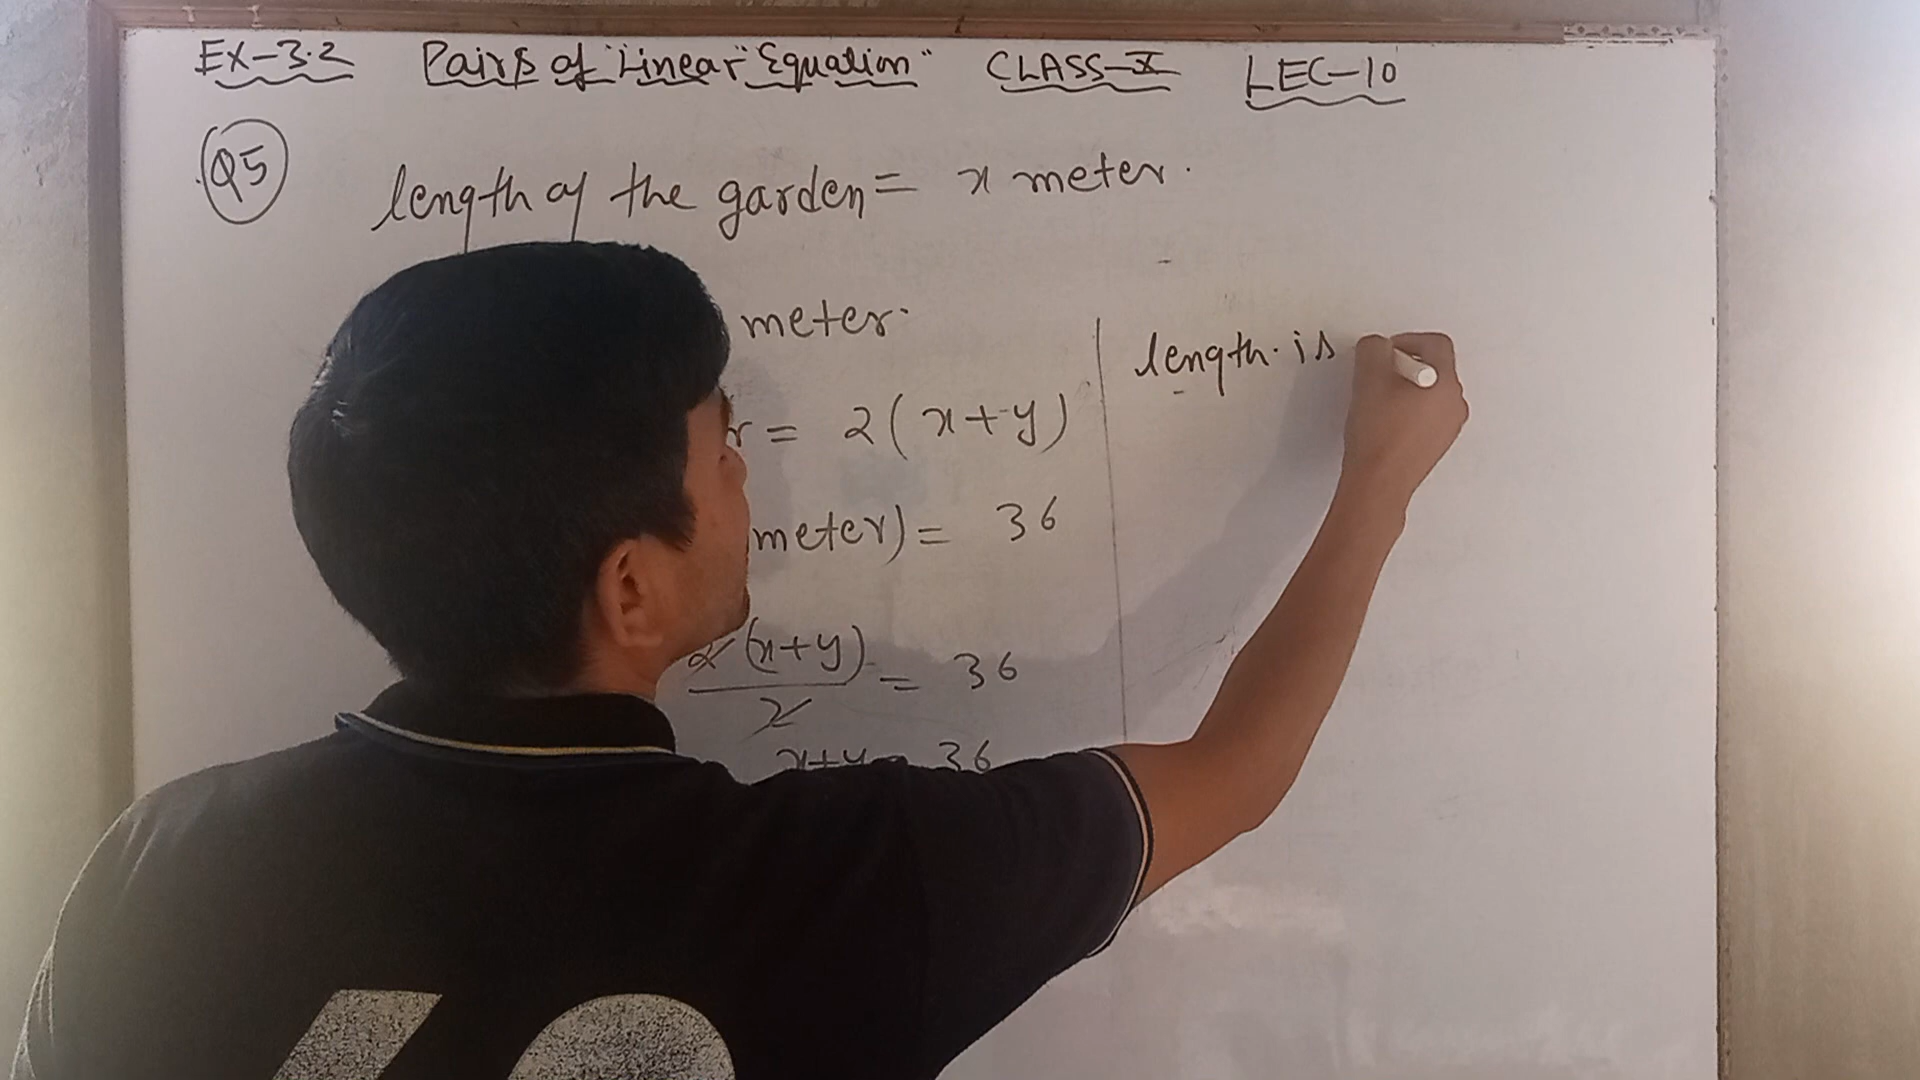 EX-3.2 Pairs of "Linear" Equation" CLASS-X LEC-10
Q5
length of the garden = x meter.
meter.
r = 2(x+y)
meter) = 36
2(x+y)/2 = 36
x+y = 36
length. is